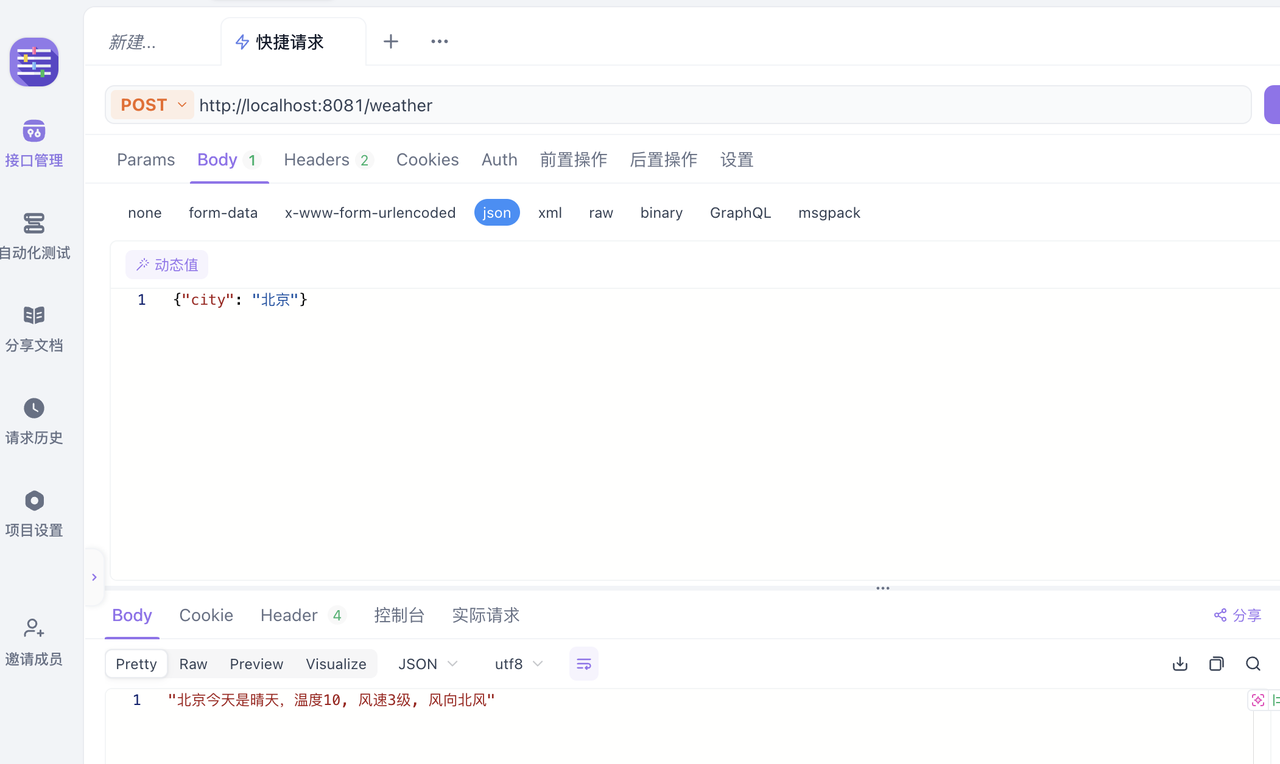 新建...
快捷请求
接口管理
自动化测试
分享文档
请求历史
项目设置
邀请成员
POST http://localhost:8081/weather
Params Body 1 Headers 2 Cookies Auth 前置操作 后置操作 设置
none form-data x-www-form-urlencoded json xml raw binary GraphQL msgpack
动态值
1 {"city": "北京"}
Body Cookie Header 4 控制台 实际请求 分享
Pretty Raw Preview Visualize JSON utf8
1 "北京今天是晴天，温度10, 风速3级, 风向北风"